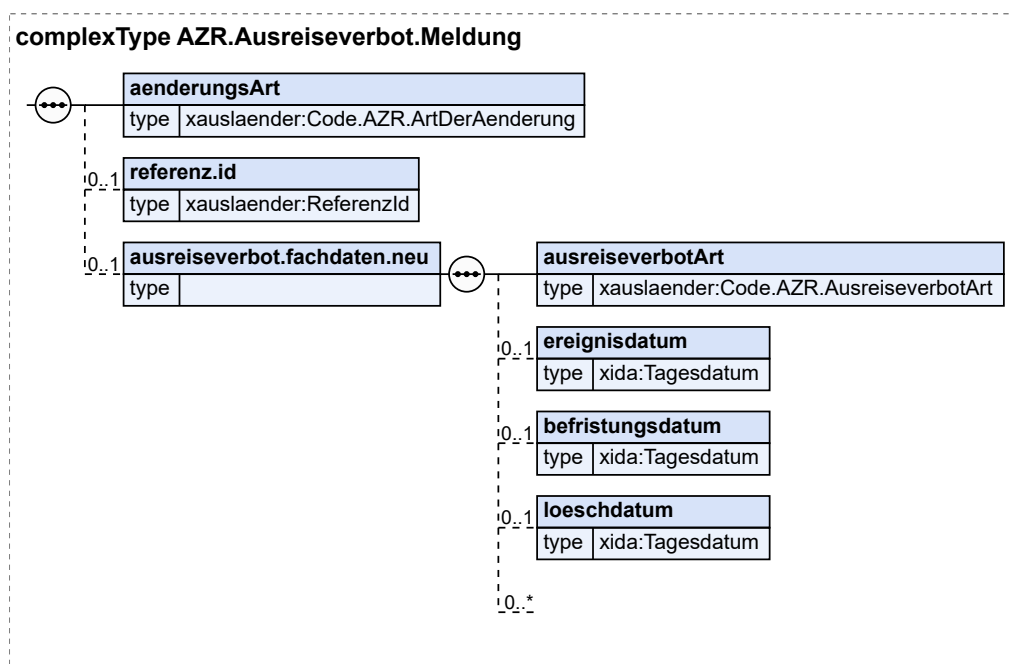 complexType AZR.Ausreiseverbot.Meldung
aenderungsArt
type xauslaender:Code.AZR.ArtDerAenderung
0..1 referenz.id
type xauslaender:ReferenzId
0..1 ausreiseverbot.fachdaten.neu
type
ausreiseverbotArt
type xauslaender:Code.AZR.AusreiseverbotArt
0..1 ereignisdatum
type xida:Tagesdatum
0..1 befristungsdatum
type xida:Tagesdatum
0..1 loeschdatum
type xida:Tagesdatum
0..*